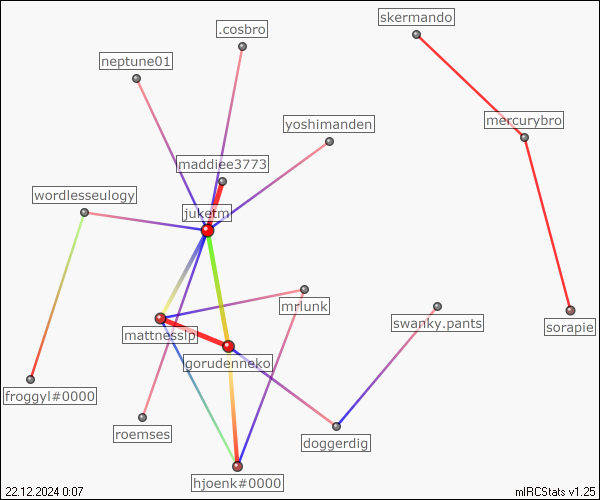 skermando
.cosbro
neptune01
mercurybro
yoshimanden
maddiee3773
wordlesseulogy
juketm
mrlunk
swanky.pants
sorapie
mattnesslp
gorudenneko
froggyl#0000
roemses
doggerdig
hjoenk#0000
22.12.2024 0:07
mIRCStats v1.25